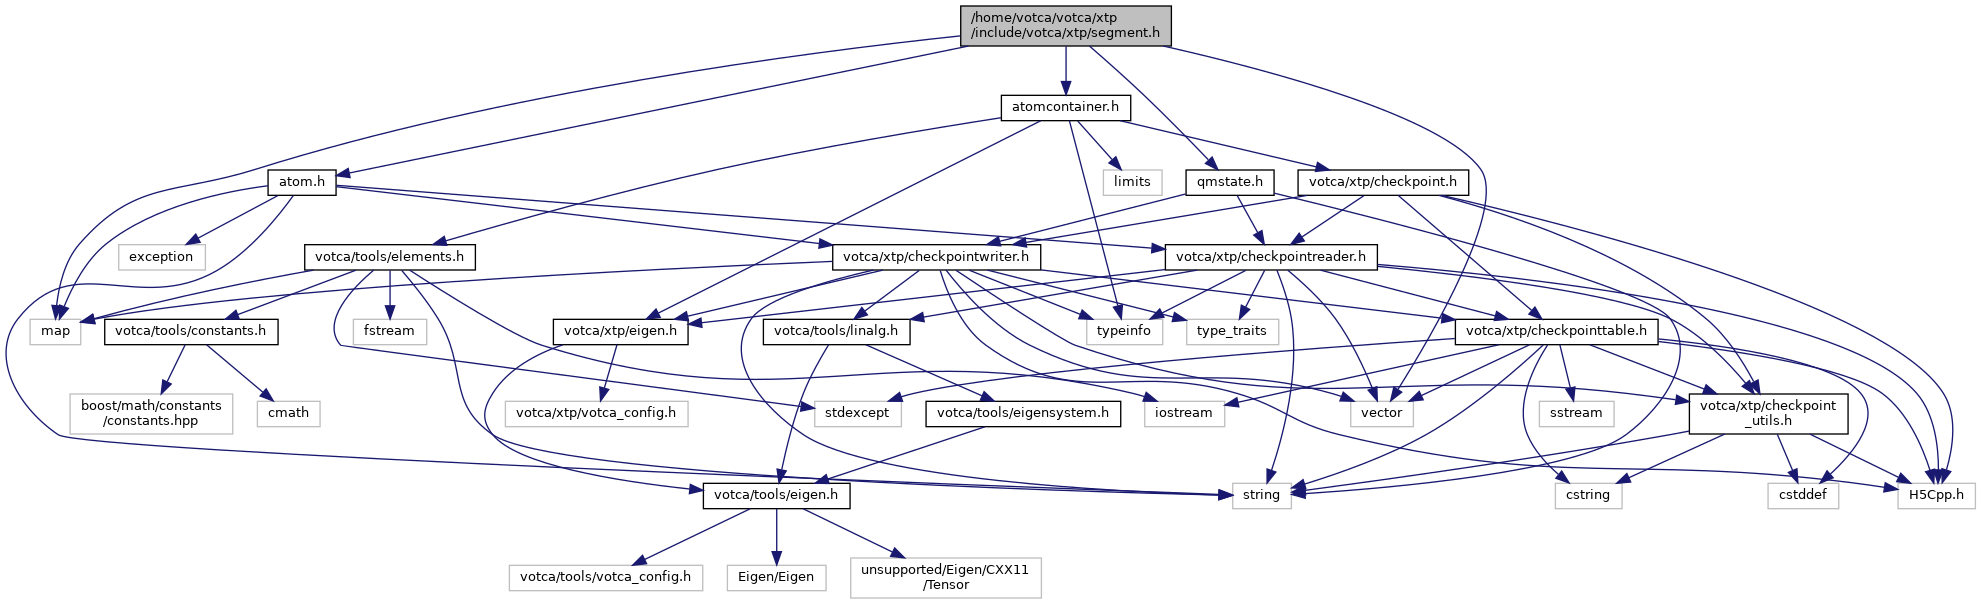 /home/votca/votca/xtp
/include/votca/xtp/segment.h
atomcontainer.h
atom.h
limits
qmstate.h
votca/xtp/checkpoint.h
exception
votca/tools/elements.h
votca/xtp/checkpointwriter.h
votca/xtp/checkpointreader.h
map
votca/tools/constants.h
fstream
votca/xtp/eigen.h
votca/tools/linalg.h
typeinfo
type_traits
votca/xtp/checkpointtable.h
boost/math/constants
/constants.hpp
cmath
votca/xtp/votca_config.h
stdexcept
votca/tools/eigensystem.h
iostream
vector
sstream
votca/xtp/checkpoint
_utils.h
votca/tools/eigen.h
string
cstring
cstddef
H5Cpp.h
votca/tools/votca_config.h
Eigen/Eigen
unsupported/Eigen/CXX11
/Tensor